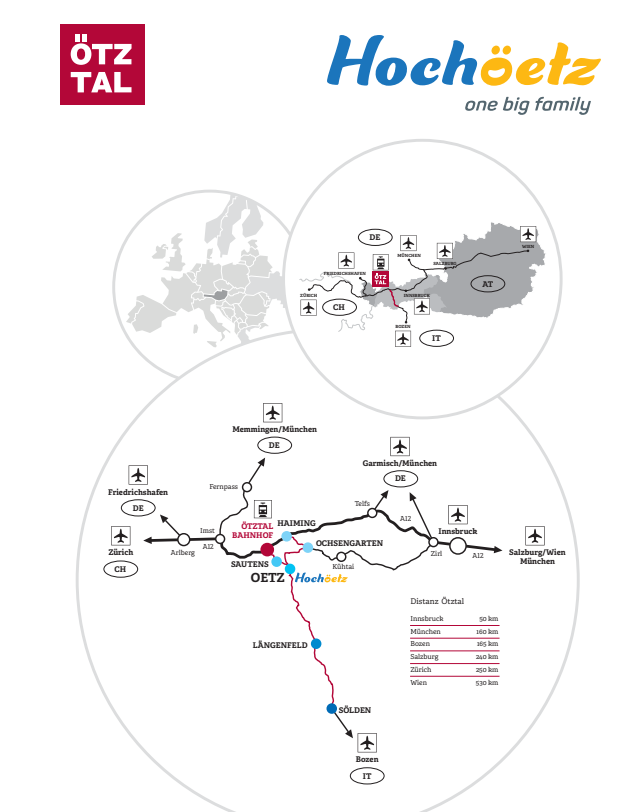 ÖTZ
TAL
Hochöetz
one big family
DE
MÜNCHEN
WIEN
SALZBURG
FRIEDRICHSHAFEN
ÖTZ
TAL
AT
ZÜRICH
CH
INNSBRUCK
BOZEN
IT
Memmingen/München
DE
Garmisch/München
DE
Friedrichshafen
DE
Fernpass
Telfs
ÖTZTAL
BAHNHOF
HAIMING
A12
Innsbruck
Imst
A12
Zürich
CH
Arlberg
OCHSENGARTEN
Zirl
A12
Salzburg/Wien
München
SAUTENS
Kühtai
OETZ
Hochöetz
Distanz Ötztal
Innsbruck 50 km
München 160 km
Bozen 165 km
Salzburg 240 km
Zürich 250 km
Wien 530 km
LÄNGENFELD
SÖLDEN
Bozen
IT